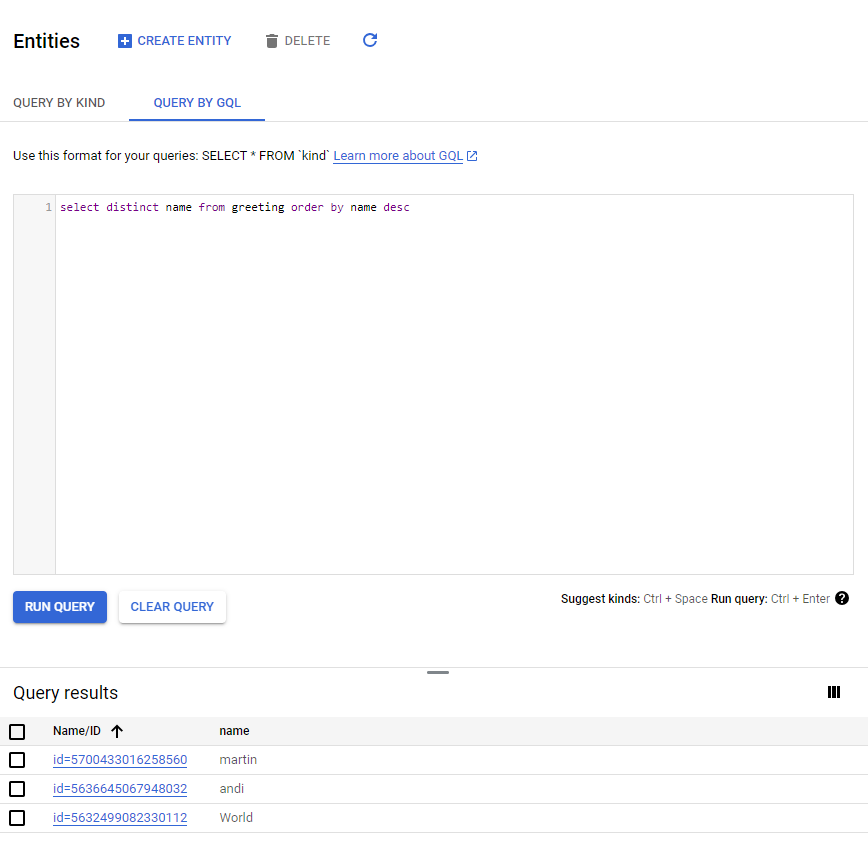 Entities CREATE ENTITY DELETE
QUERY BY KIND QUERY BY GQL
Use this format for your queries: SELECT * FROM `kind` Learn more about GQL
1 select distinct name from greeting order by name desc
RUN QUERY CLEAR QUERY Suggest kinds: Ctrl + Space Run query: Ctrl + Enter ?
Query results
Name/ID name
id=5700433016258560 martin
id=5636645067948032 andi
id=5632499082330112 World